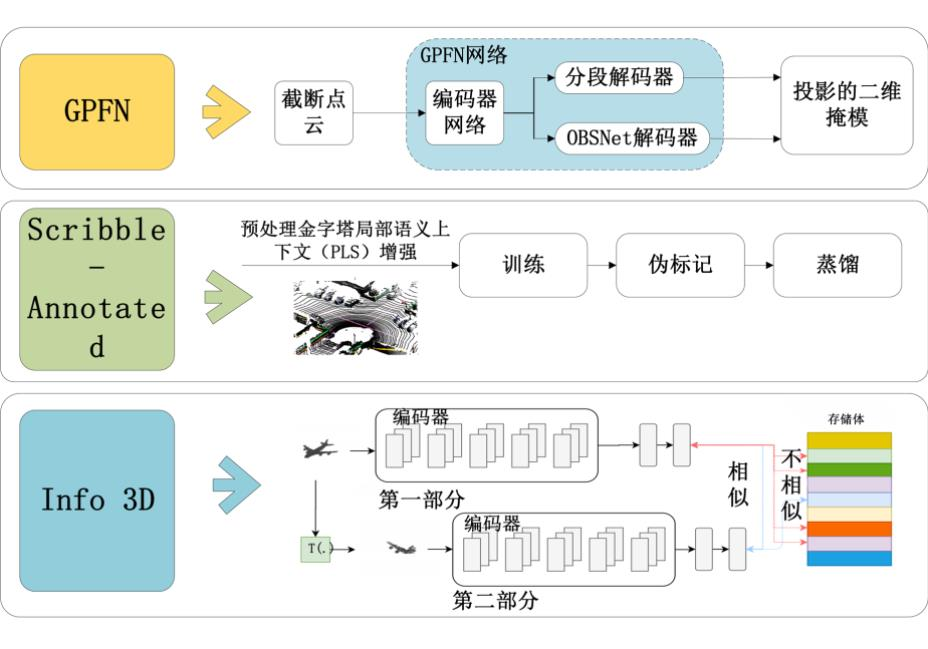 GPFN
截断点
云
GPFN网络
编码器
网络
分段解码器
OBSNet解码器
投影的二维
掩模
Scribble
-
Annotate
d
预处理金字塔局部语义上
下文（PLS）增强
训练
伪标记
蒸馏
Info 3D
编码器
第一部分
T(.)
编码器
第二部分
相
似
不
相
似
存储体